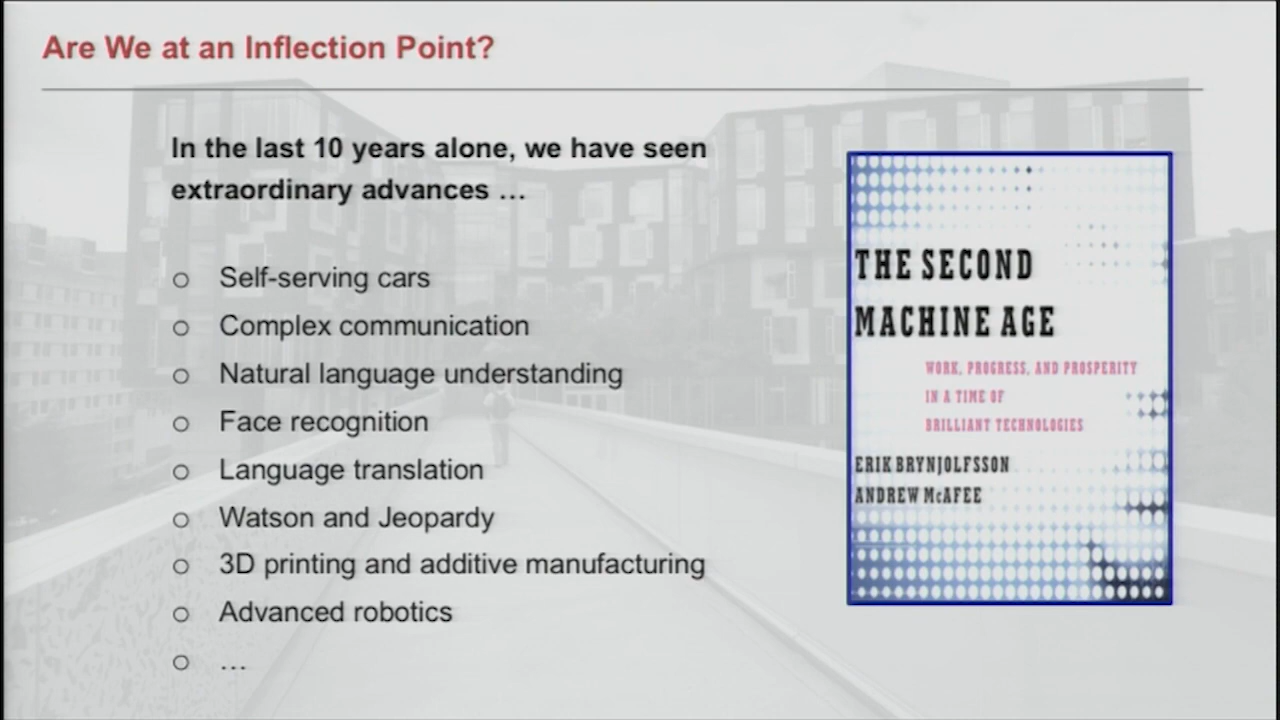 Are We at an Inflection Point?
In the last 10 years alone, we have seen
extraordinary advances …
o Self-serving cars
o Complex communication
o Natural language understanding
o Face recognition
o Language translation
o Watson and Jeopardy
o 3D printing and additive manufacturing
o Advanced robotics
o …
THE SECOND
MACHINE AGE
WORK, PROGRESS, AND PROSPERITY
IN A TIME OF
BRILLIANT TECHNOLOGIES
ERIK BRYNJOLFSSON
ANDREW McAFEE